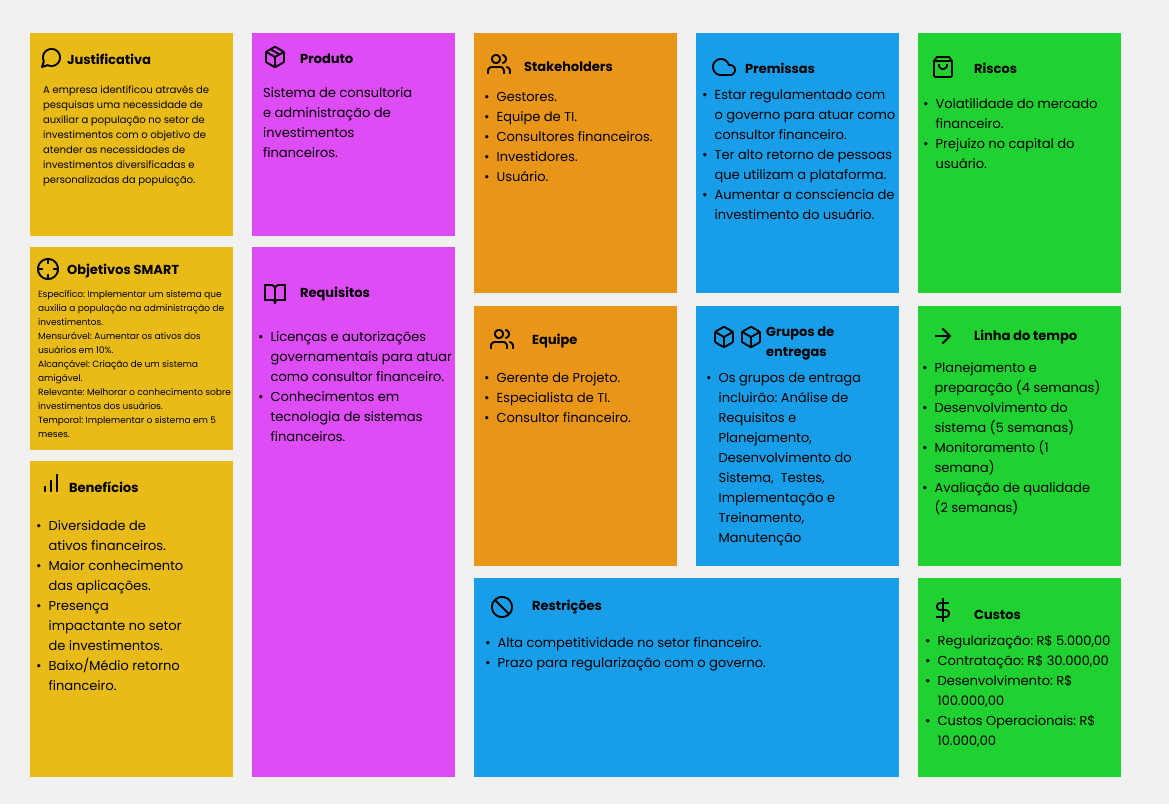 Justificativa
A empresa identificou através de
pesquisas uma necessidade de
auxiliar a população no setor de
investimentos com o objetivo de
atender as necessidades de
investimentos diversificadas e
personalizadas da população.
Objetivos SMART
Específico: Implementar um sistema que
auxilia a população na administração de
investimentos.
Mensurável: Aumentar os ativos dos
usuários em 10%.
Alcançável: Criação de um sistema
amigável.
Relevante: Melhorar o conhecimento sobre
investimentos dos usuários.
Temporal: Implementar o sistema em 5
meses.
Benefícios
• Diversidade de
ativos financeiros.
• Maior conhecimento
das aplicações.
• Presença
impactante no setor
de investimentos.
• Baixo/Médio retorno
financeiro.
Produto
Sistema de consultoria
e administração de
investimentos
financeiros.
Requisitos
• Licenças e autorizações
governamentais para atuar
como consultor financeiro.
• Conhecimentos em
tecnologia de sistemas
financeiros.
Stakeholders
• Gestores.
• Equipe de TI.
• Consultores financeiros.
• Investidores.
• Usuário.
Equipe
• Gerente de Projeto.
• Especialista de TI.
• Consultor financeiro.
Premissas
• Estar regulamentado com
o governo para atuar como
consultor financeiro.
• Ter alto retorno de pessoas
que utilizam a plataforma.
• Aumentar a consciencia de
investimento do usuário.
Grupos de
entregas
• Os grupos de entraga
incluirão: Análise de
Requisitos e
Planejamento,
Desenvolvimento do
Sistema, Testes,
Implementação e
Treinamento,
Manutenção
Restrições
• Alta competitividade no setor financeiro.
• Prazo para regularização com o governo.
Riscos
• Volatilidade do mercado
financeiro.
• Prejuizo no capital do
usuário.
Linha do tempo
• Planejamento e
preparação (4 semanas)
• Desenvolvimento do
sistema (5 semanas)
• Monitoramento (1
semana)
• Avaliação de qualidade
(2 semanas)
Custos
• Regularização: R$ 5.000,00
• Contratação: R$ 30.000,00
• Desenvolvimento: R$
100.000,00
• Custos Operacionais: R$
10.000,00